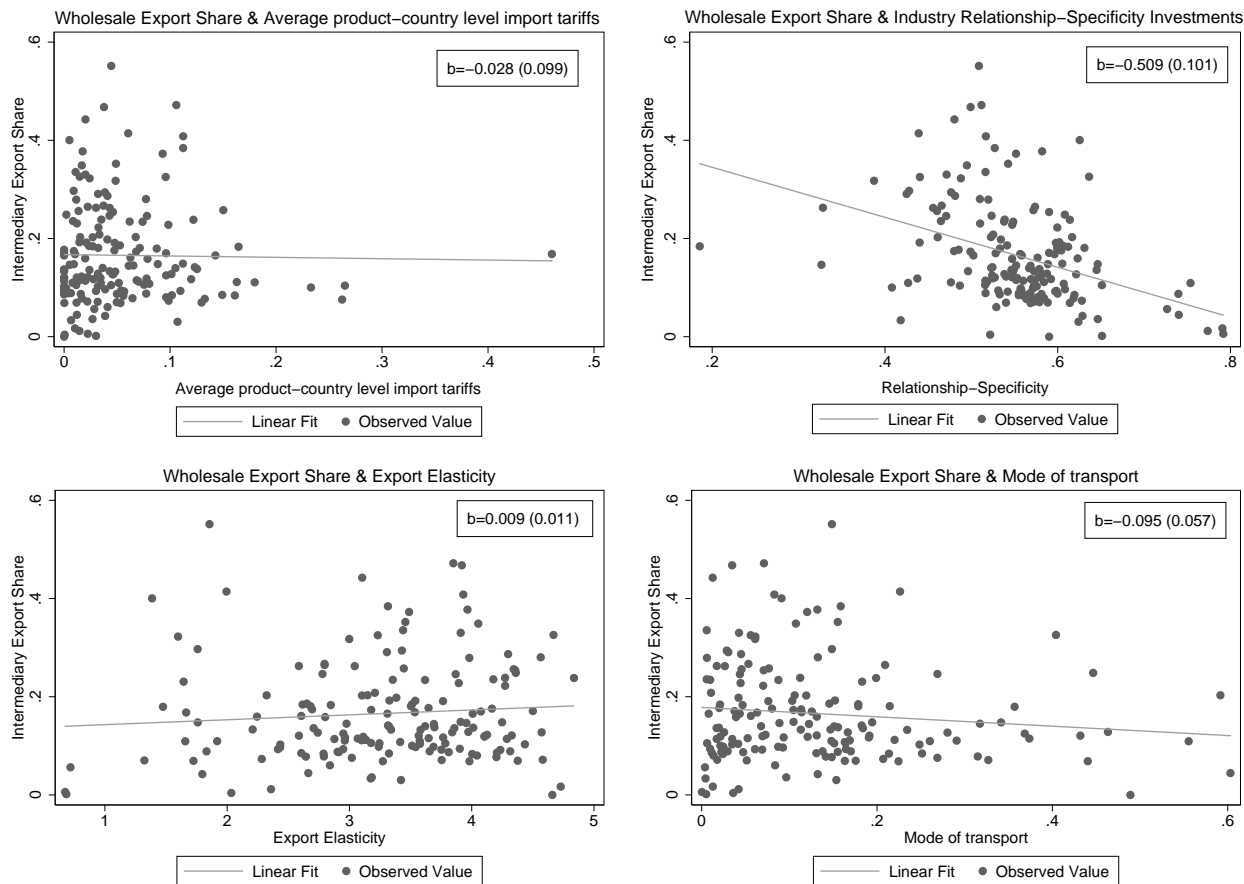 Wholesale Export Share & Average product−country level import tariffs
b=−0.028 (0.099)
Intermediary Export Share
0 .2 .4 .6
0 .1 .2 .3 .4 .5
Average product−country level import tariffs
Linear Fit Observed Value
Wholesale Export Share & Industry Relationship−Specificity Investments
b=−0.509 (0.101)
Intermediary Export Share
0 .2 .4 .6
.2 .4 .6 .8
Relationship−Specificity
Linear Fit Observed Value
Wholesale Export Share & Export Elasticity
b=0.009 (0.011)
Intermediary Export Share
0 .2 .4 .6
1 2 3 4 5
Export Elasticity
Linear Fit Observed Value
Wholesale Export Share & Mode of transport
b=−0.095 (0.057)
Intermediary Export Share
0 .2 .4 .6
0 .2 .4 .6
Mode of transport
Linear Fit Observed Value